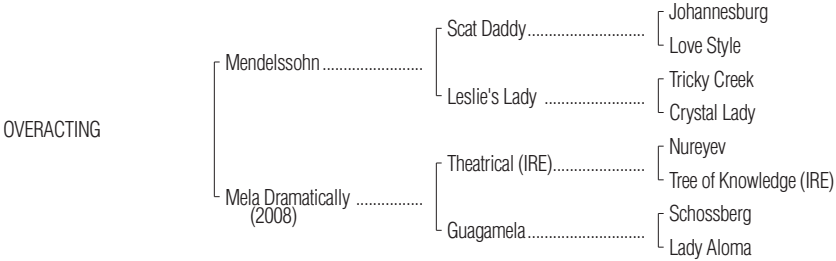 Johannesburg
Scat Daddy
Love Style
Mendelssohn
Tricky Creek
Leslie's Lady
Crystal Lady
OVERACTING
Nureyev
Theatrical (IRE)
Tree of Knowledge (IRE)
Mela Dramatically
(2008)
Schossberg
Guagamela
Lady Aloma